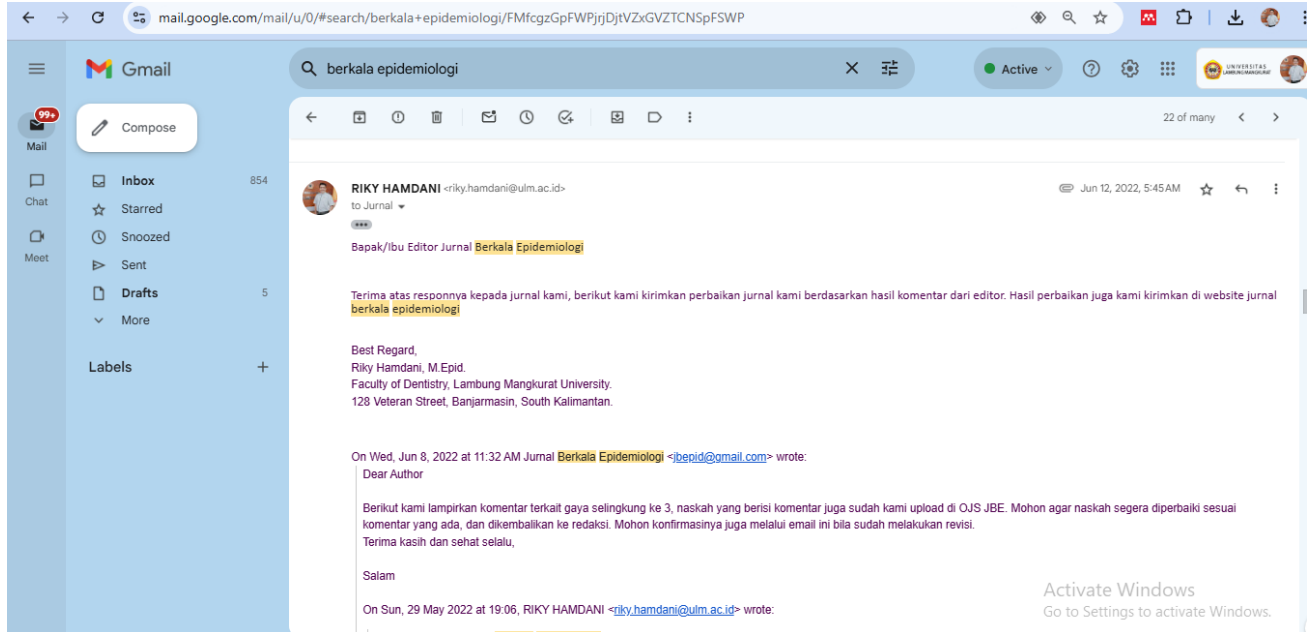 mail.google.com/mail/u/0/#search/berkala+epidemiologi/FMfcgzGpFWPjrjDjtVZxGVZTCNSpFSWP
Gmail
berkala epidemiologi
Active
UNIVERSITAS
LAMBUNG MANGKURAT
99+
Mail
Chat
Meet
Compose
Inbox 854
Starred
Snoozed
Sent
Drafts 5
More
Labels
22 of many
RIKY HAMDANI <riky.hamdani@ulm.ac.id>
Jun 12, 2022, 5:45 AM
to Jurnal
Bapak/Ibu Editor Jurnal Berkala Epidemiologi
Terima atas responnya kepada jurnal kami, berikut kami kirimkan perbaikan jurnal kami berdasarkan hasil komentar dari editor. Hasil perbaikan juga kami kirimkan di website jurnal
berkala epidemiologi
Best Regard,
Riky Hamdani, M.Epid.
Faculty of Dentistry, Lambung Mangkurat University.
128 Veteran Street, Banjarmasin, South Kalimantan.
On Wed, Jun 8, 2022 at 11:32 AM Jurnal Berkala Epidemiologi <jbepid@gmail.com> wrote:
Dear Author
Berikut kami lampirkan komentar terkait gaya selingkung ke 3, naskah yang berisi komentar juga sudah kami upload di OJS JBE. Mohon agar naskah segera diperbaiki sesuai
komentar yang ada, dan dikembalikan ke redaksi. Mohon konfirmasinya juga melalui email ini bila sudah melakukan revisi.
Terima kasih dan sehat selalu,
Salam
On Sun, 29 May 2022 at 19:06, RIKY HAMDANI <riky.hamdani@ulm.ac.id> wrote:
Activate Windows
Go to Settings to activate Windows.